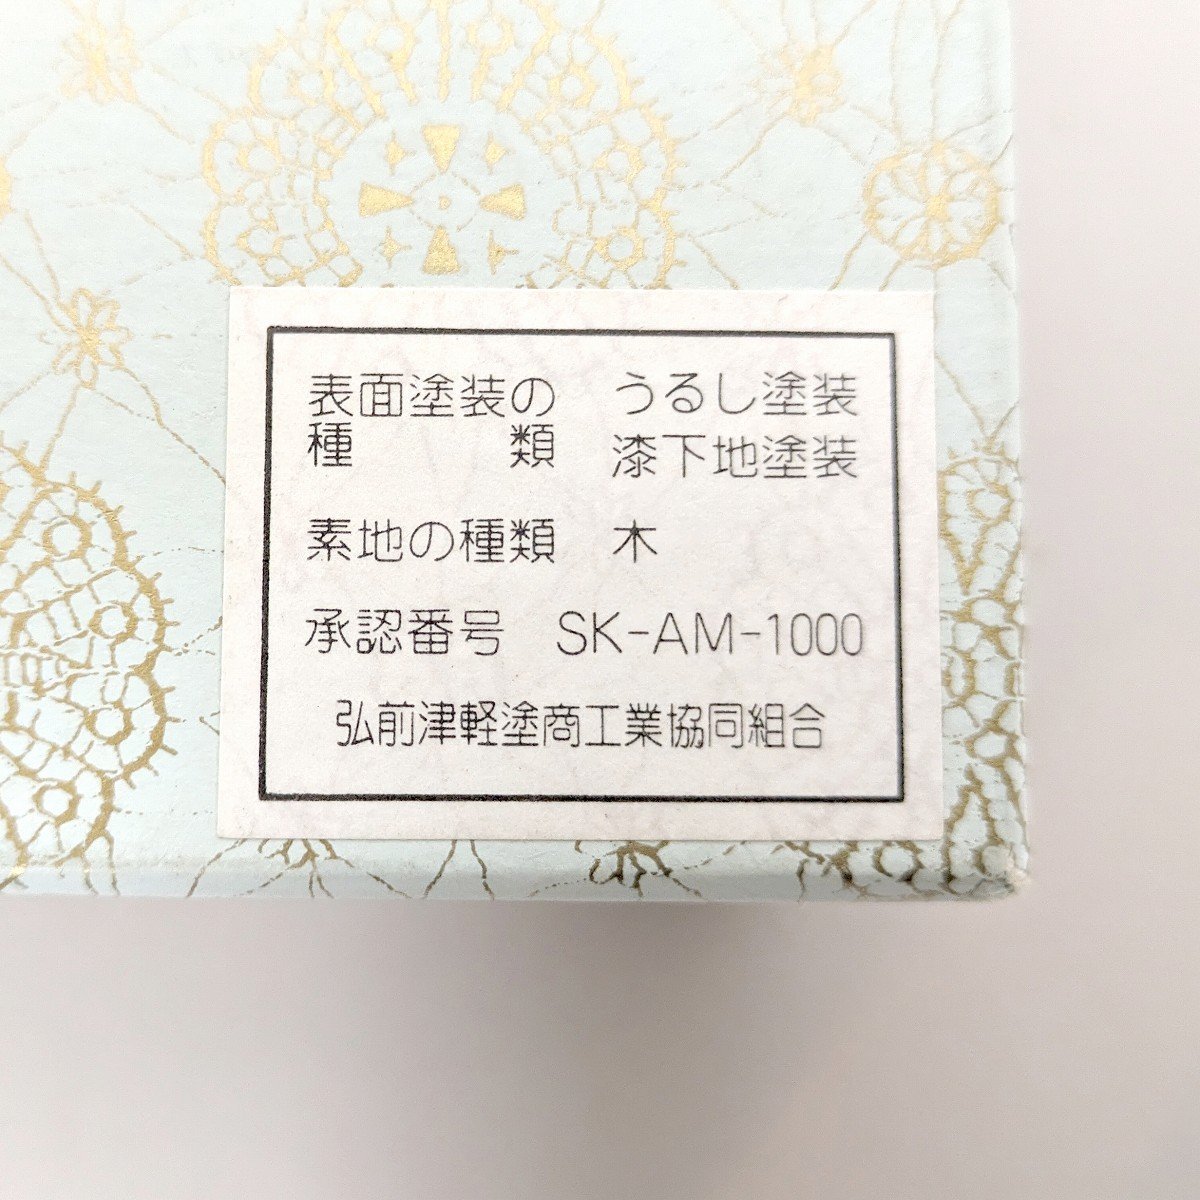 表面塗装の種類 うるし塗装
漆下地塗装
素地の種類 木
承認番号 SK-AM-1000
弘前津軽塗商工業協同組合